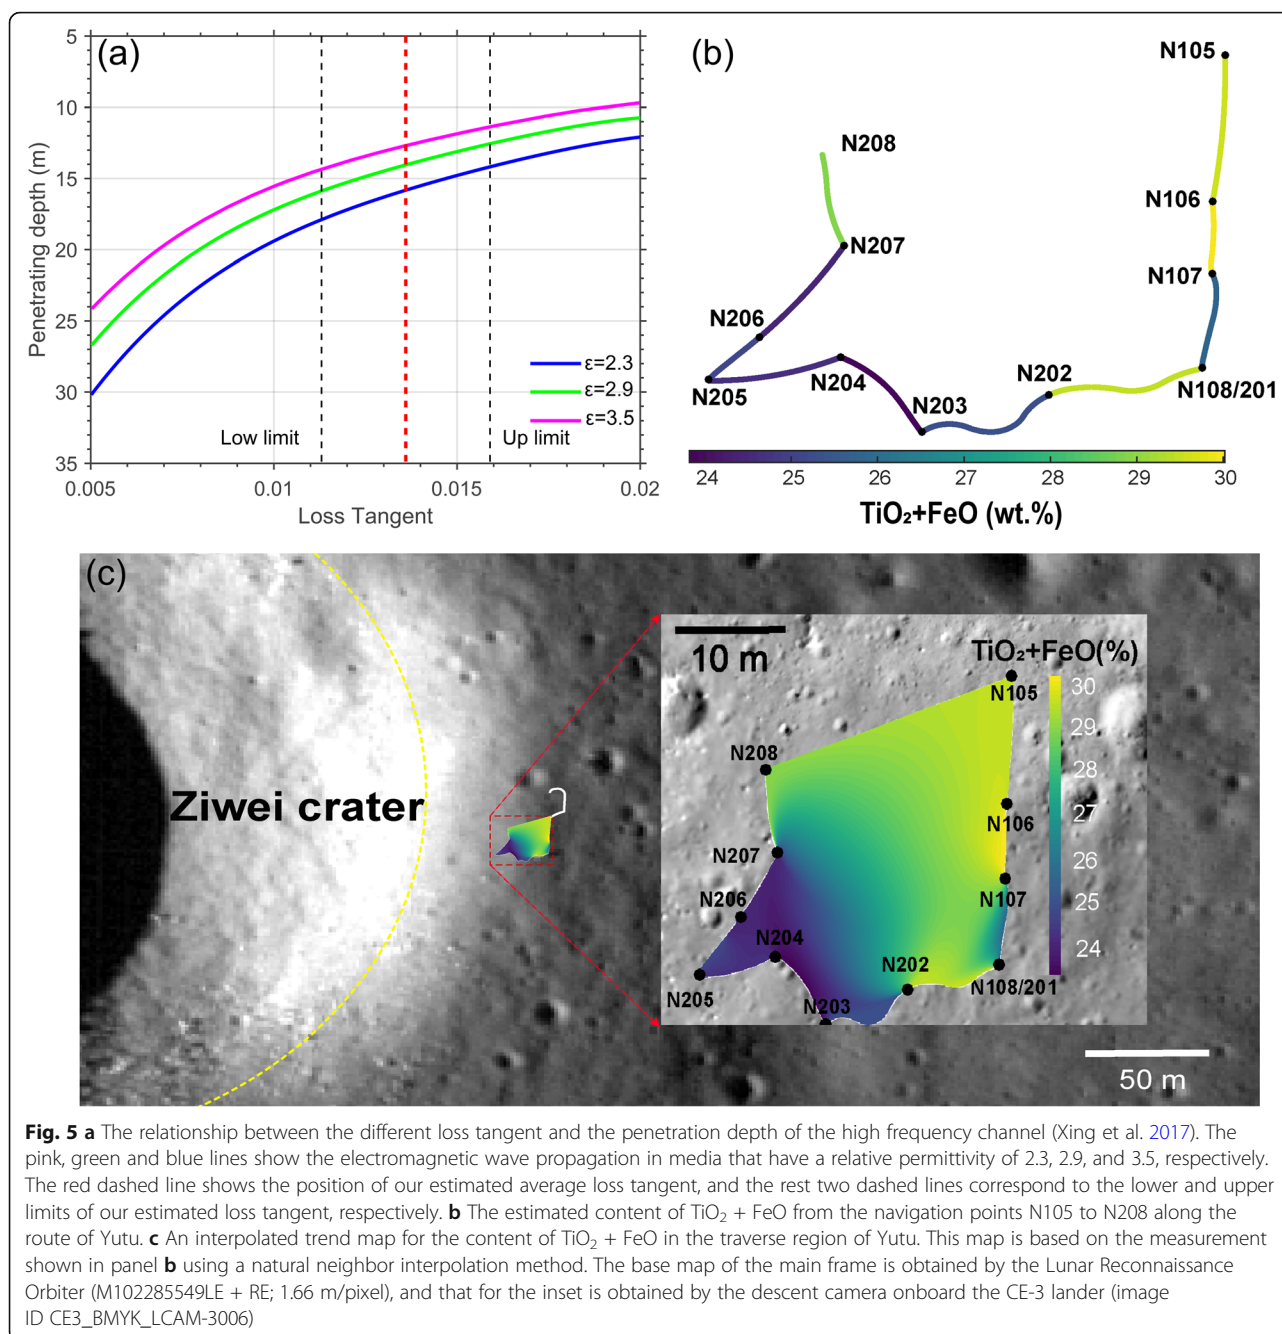 (a)
5
10
15
20
25
30
35
Penetrating depth (m)
ε=2.3
ε=2.9
ε=3.5
Low limit
Up limit
0.005
0.01
0.015
0.02
Loss Tangent
(b)
N105
N208
N106
N207
N107
N206
N204
N202
N205
N108/201
N203
24 25 26 27 28 29 30
TiO₂+FeO (wt.%)
(c)
Ziwei crater
10 m
TiO₂+FeO(%)
30
29
28
27
26
25
24
N105
N208
N106
N207
N107
N206
N204
N202
N205
N108/201
N203
50 m
Fig. 5 a The relationship between the different loss tangent and the penetration depth of the high frequency channel (Xing et al. 2017). The
pink, green and blue lines show the electromagnetic wave propagation in media that have a relative permittivity of 2.3, 2.9, and 3.5, respectively.
The red dashed line shows the position of our estimated average loss tangent, and the rest two dashed lines correspond to the lower and upper
limits of our estimated loss tangent, respectively. b The estimated content of TiO₂ + FeO from the navigation points N105 to N208 along the
route of Yutu. c An interpolated trend map for the content of TiO₂ + FeO in the traverse region of Yutu. This map is based on the measurement
shown in panel b using a natural neighbor interpolation method. The base map of the main frame is obtained by the Lunar Reconnaissance
Orbiter (M102285549LE + RE; 1.66 m/pixel), and that for the inset is obtained by the descent camera onboard the CE-3 lander (image
ID CE3_BMYK_LCAM-3006)